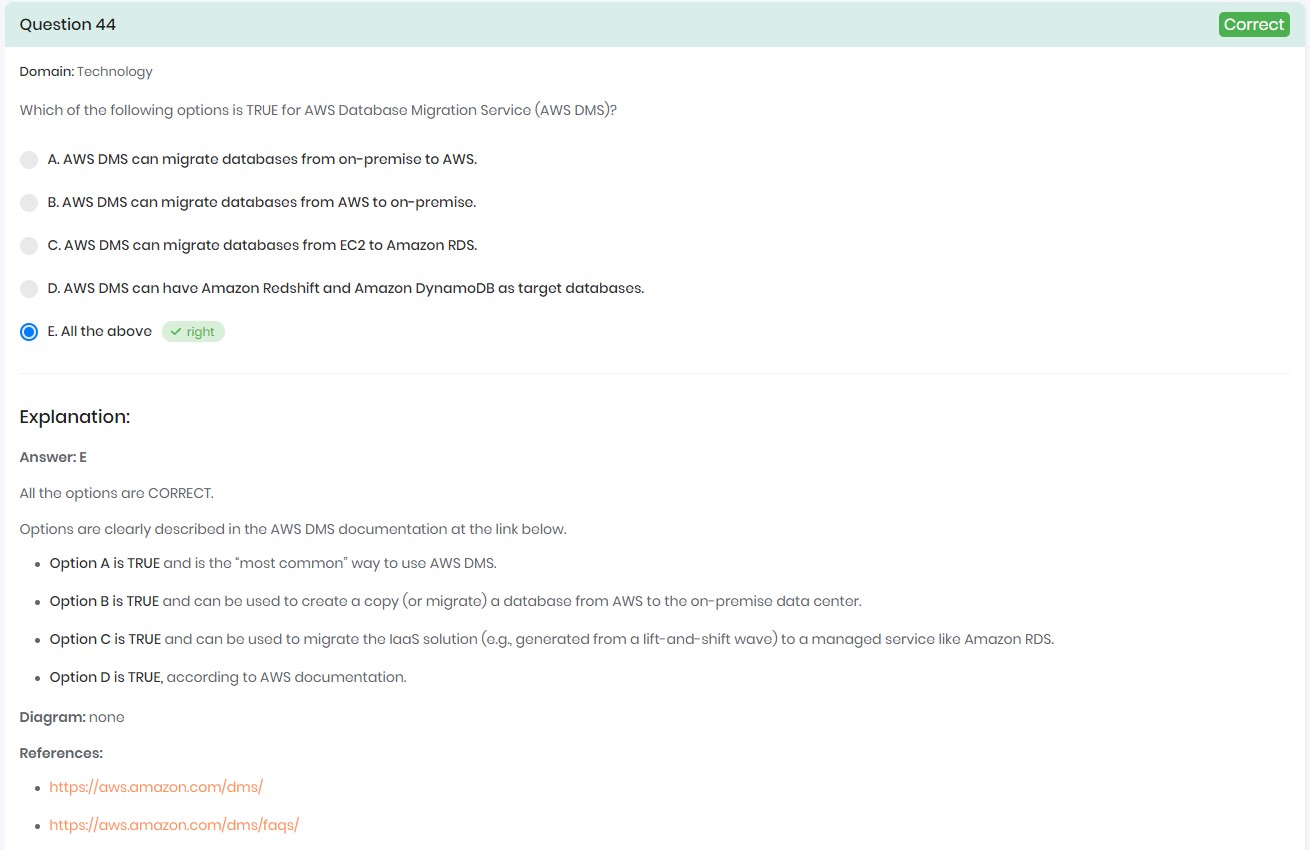 Question 44
Correct
Domain: Technology
Which of the following options is TRUE for AWS Database Migration Service (AWS DMS)?
A. AWS DMS can migrate databases from on-premise to AWS.
B. AWS DMS can migrate databases from AWS to on-premise.
C. AWS DMS can migrate databases from EC2 to Amazon RDS.
D. AWS DMS can have Amazon Redshift and Amazon DynamoDB as target databases.
E. All the above ✓ right
Explanation:
Answer: E
All the options are CORRECT.
Options are clearly described in the AWS DMS documentation at the link below.
• Option A is TRUE and is the “most common” way to use AWS DMS.
• Option B is TRUE and can be used to create a copy (or migrate) a database from AWS to the on-premise data center.
• Option C is TRUE and can be used to migrate the IaaS solution (e.g., generated from a lift-and-shift wave) to a managed service like Amazon RDS.
• Option D is TRUE, according to AWS documentation.
Diagram: none
References:
• https://aws.amazon.com/dms/
• https://aws.amazon.com/dms/faqs/